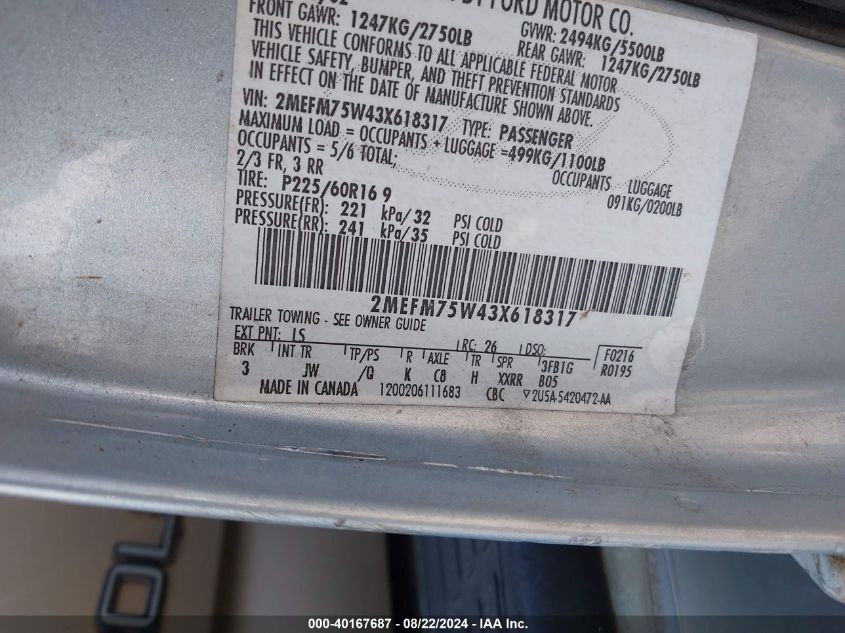 FORD MOTOR CO.
FRONT GAWR: 1247KG/2750LB
GVWR: 2494KG/5500LB
REAR GAWR: 1247KG/2750LB
THIS VEHICLE CONFORMS TO ALL APPLICABLE FEDERAL MOTOR
VEHICLE SAFETY, BUMPER, AND THEFT PREVENTION STANDARDS
IN EFFECT ON THE DATE OF MANUFACTURE SHOWN ABOVE.
VIN: 2MEFM75W43X618317 TYPE: PASSENGER
MAXIMUM LOAD = OCCUPANTS + LUGGAGE =499KG/1100LB
OCCUPANTS = 5/6 TOTAL; OCCUPANTS LUGGAGE
2/3 FR, 3 RR 091KG/0200LB
TIRE: P225/60R16 9
PRESSURE(FR): 221 kPa/32 PSI COLD
PRESSURE(RR): 241 kPa/35 PSI COLD
2MEFM75W43X618317
TRAILER TOWING - SEE OWNER GUIDE
EXT PNT: LS RC: 26 DSO: F0216
BRK INT TR TP/PS R AXLE TR SPR 3FB1G R0195
3 JW /G K C8 H XXRR B05
MADE IN CANADA 1200206111683 CBC ▽2U5A-5420472-AA
000-40167687 - 08/22/2024 - IAA Inc.